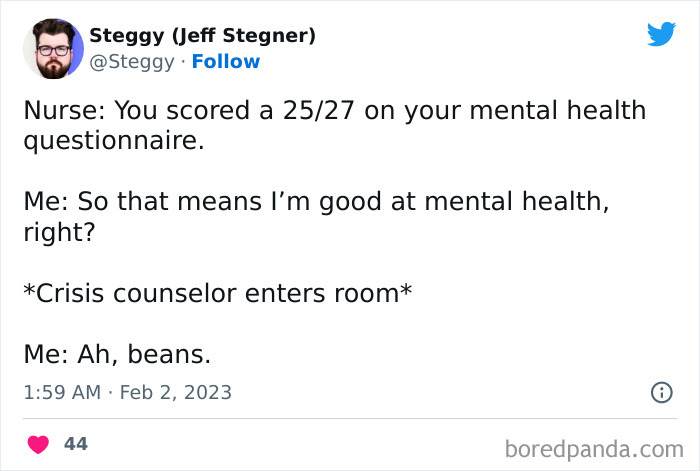 Steggy (Jeff Stegner)
@Steggy · Follow
Nurse: You scored a 25/27 on your mental health
questionnaire.
Me: So that means I’m good at mental health,
right?
*Crisis counselor enters room*
Me: Ah, beans.
1:59 AM · Feb 2, 2023
44
boredpanda.com